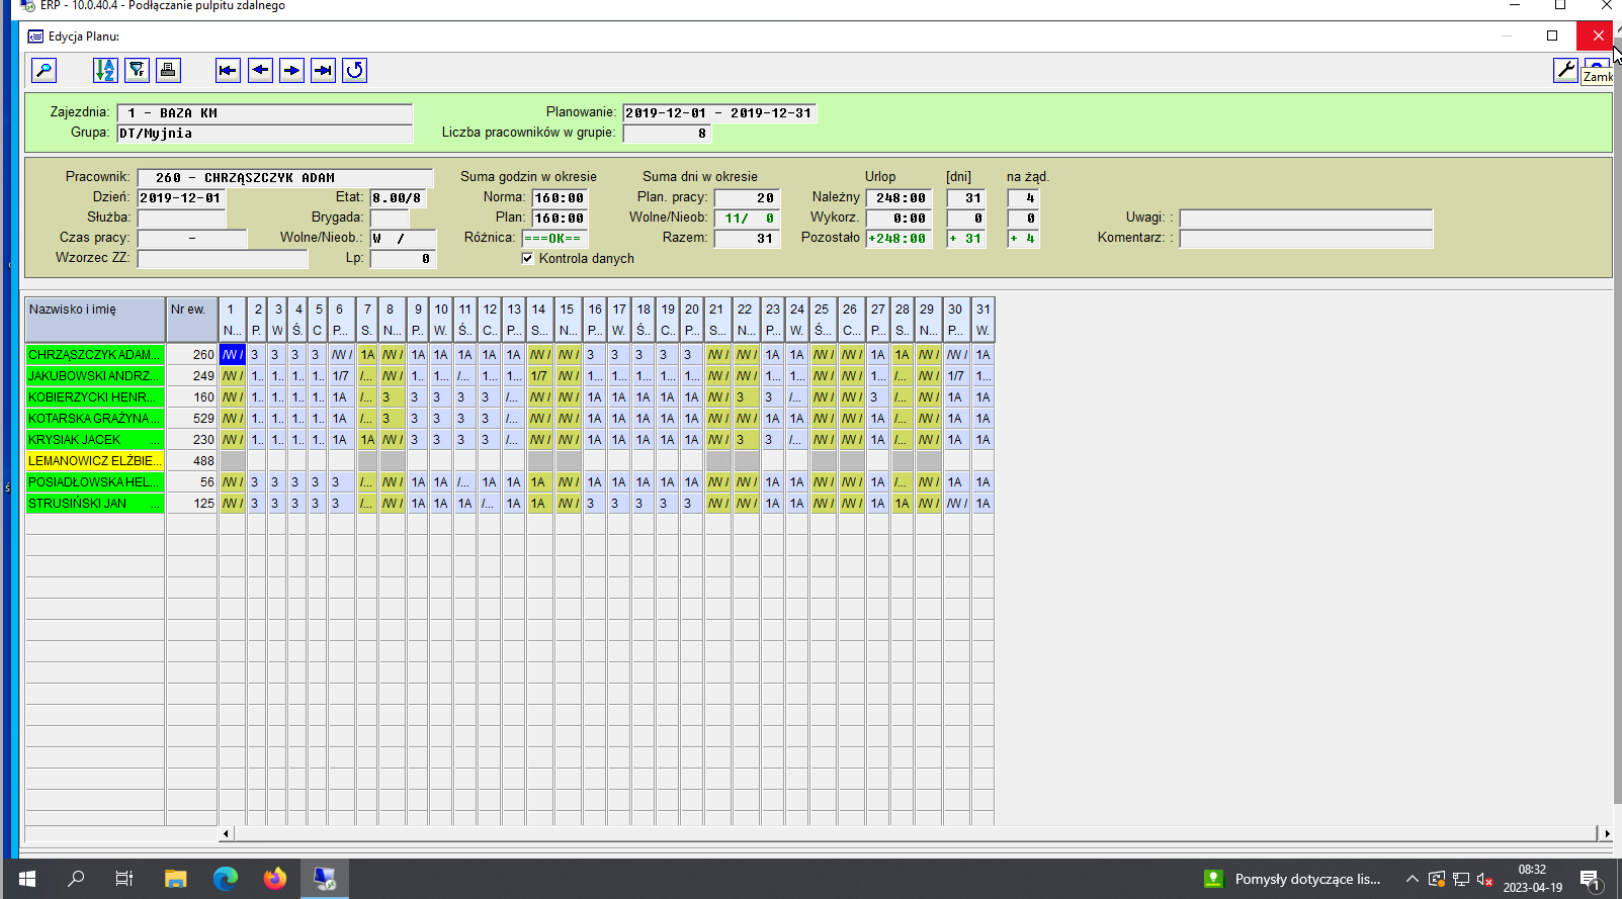 ERP - 10.0.40.4 - Podłączanie pulpitu zdalnego
Edycja Planu:
Zamk
Zajezdnia: 1 - BAZA KM Planowanie: 2019-12-01 - 2019-12-31
Grupa: DT/Myjnia Liczba pracowników w grupie: 8
Pracownik: 260 - CHRZĄSZCZYK ADAM Suma godzin w okresie Suma dni w okresie Urlop [dni] na żąd.
Dzień: 2019-12-01 Etat: 8.00/8 Norma: 160:00 Plan. pracy: 20 Należny 248:00 31 4
Służba: Brygada: Plan: 160:00 Wolne/Nieob: 11/ 0 Wykorz. 0:00 0 0 Uwagi: :
Czas pracy: - Wolne/Nieob.: W / Różnica: ===OK== Razem: 31 Pozostało +248:00 + 31 + 4 Komentarz: :
Wzorzec ZZ: Lp: 0 Kontrola danych
Nazwisko i imię Nr ew. 1 2 3 4 5 6 7 8 9 10 11 12 13 14 15 16 17 18 19 20 21 22 23 24 25 26 27 28 29 30 31
N... P. W Ś. C P... S. N... P.. W. Ś.. C.. P... S... N... P... W. Ś.. C.. P... S... N... P... W. Ś... C... P... S.. N... P... W.
CHRZĄSZCZYK ADAM... 260 /W/ 3 3 3 3 /W/ 1A /W/ 1A 1A 1A 1A 1A /W/ /W/ 3 3 3 3 3 /W/ /W/ 1A 1A /W/ /W/ 1A 1A /W/ /W/ 1A
JAKUBOWSKI ANDRZ... 249 /W/ 1.. 1.. 1.. 1.. 1/7 /... /W/ 1... 1... /... 1... 1... 1/7 /W/ 1... 1... 1... 1... 1... /W/ /W/ 1... 1... /W/ /W/ 1... /... /W/ 1/7 1...
KOBIERZYCKI HENR... 160 /W/ 1.. 1.. 1.. 1.. 1A /... 3 3 3 3 3 /... /W/ /W/ 1A 1A 1A 1A 1A /W/ 3 3 /... /W/ /W/ 3 /... /W/ 1A 1A
KOTARSKA GRAŻYNA... 529 /W/ 1.. 1.. 1.. 1.. 1A /... 3 3 3 3 3 /... /W/ /W/ 1A 1A 1A 1A 1A /W/ /W/ 1A 1A /W/ /W/ 1A /... /W/ 1A 1A
KRYSIAK JACEK ... 230 /W/ 1.. 1.. 1.. 1.. 1A 1A /W/ 3 3 3 3 /... /W/ /W/ 1A 1A 1A 1A 1A /W/ 3 3 /... /W/ /W/ 1A /... /W/ 1A 1A
LEMANOWICZ ELŻBIE... 488
POSIADŁOWSKA HEL... 56 /W/ 3 3 3 3 3 /... /W/ 1A 1A /... 1A 1A 1A /W/ 1A 1A 1A 1A 1A /W/ /W/ 1A 1A /W/ /W/ 1A /... /W/ 1A 1A
STRUSIŃSKI JAN ... 125 /W/ 3 3 3 3 3 /... /W/ 1A 1A 1A /... 1A 1A /W/ 3 3 3 3 3 /W/ /W/ 1A 1A /W/ /W/ 1A 1A /W/ /W/ 1A
Pomysły dotyczące lis...
08:32
2023-04-19
1